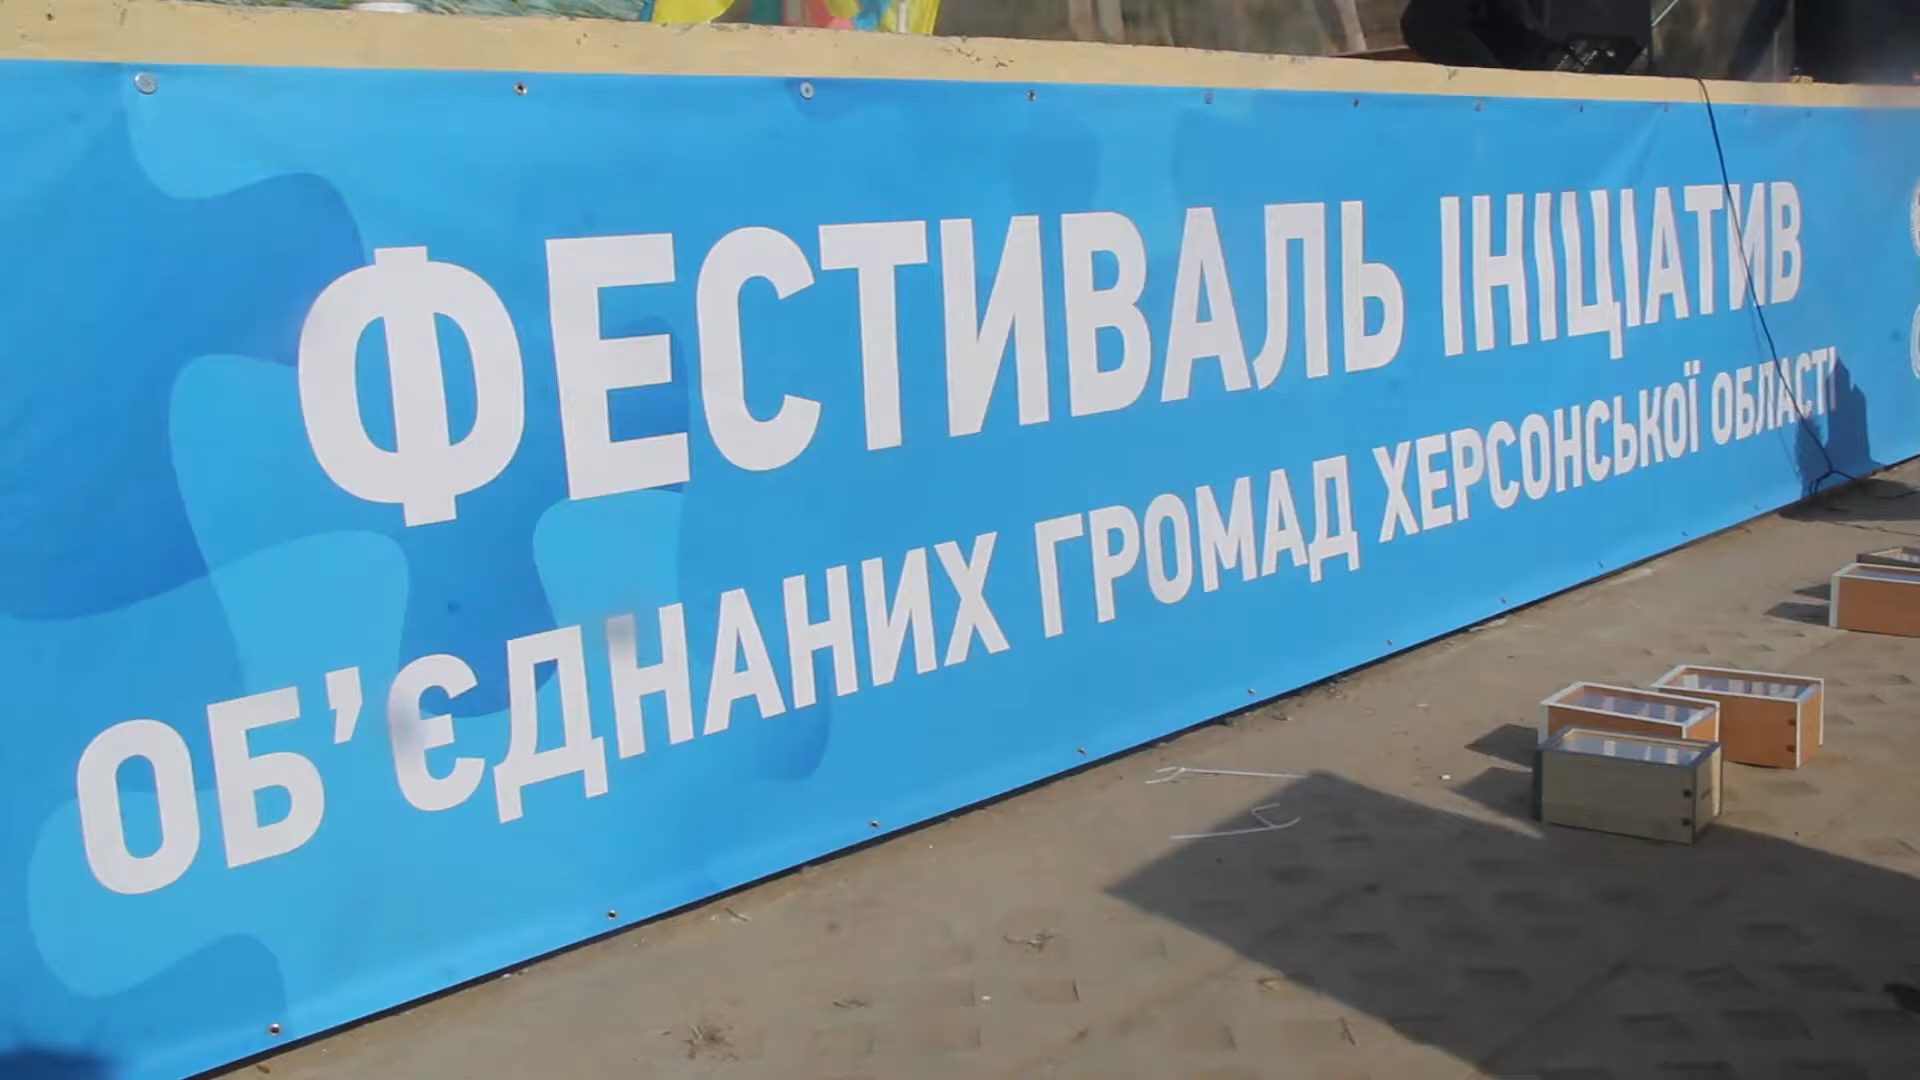 ФЕСТИВАЛЬ ІНІЦІАТИВ
ОБ’ЄДНАНИХ ГРОМАД ХЕРСОНСЬКОЇ ОБЛАСТІ